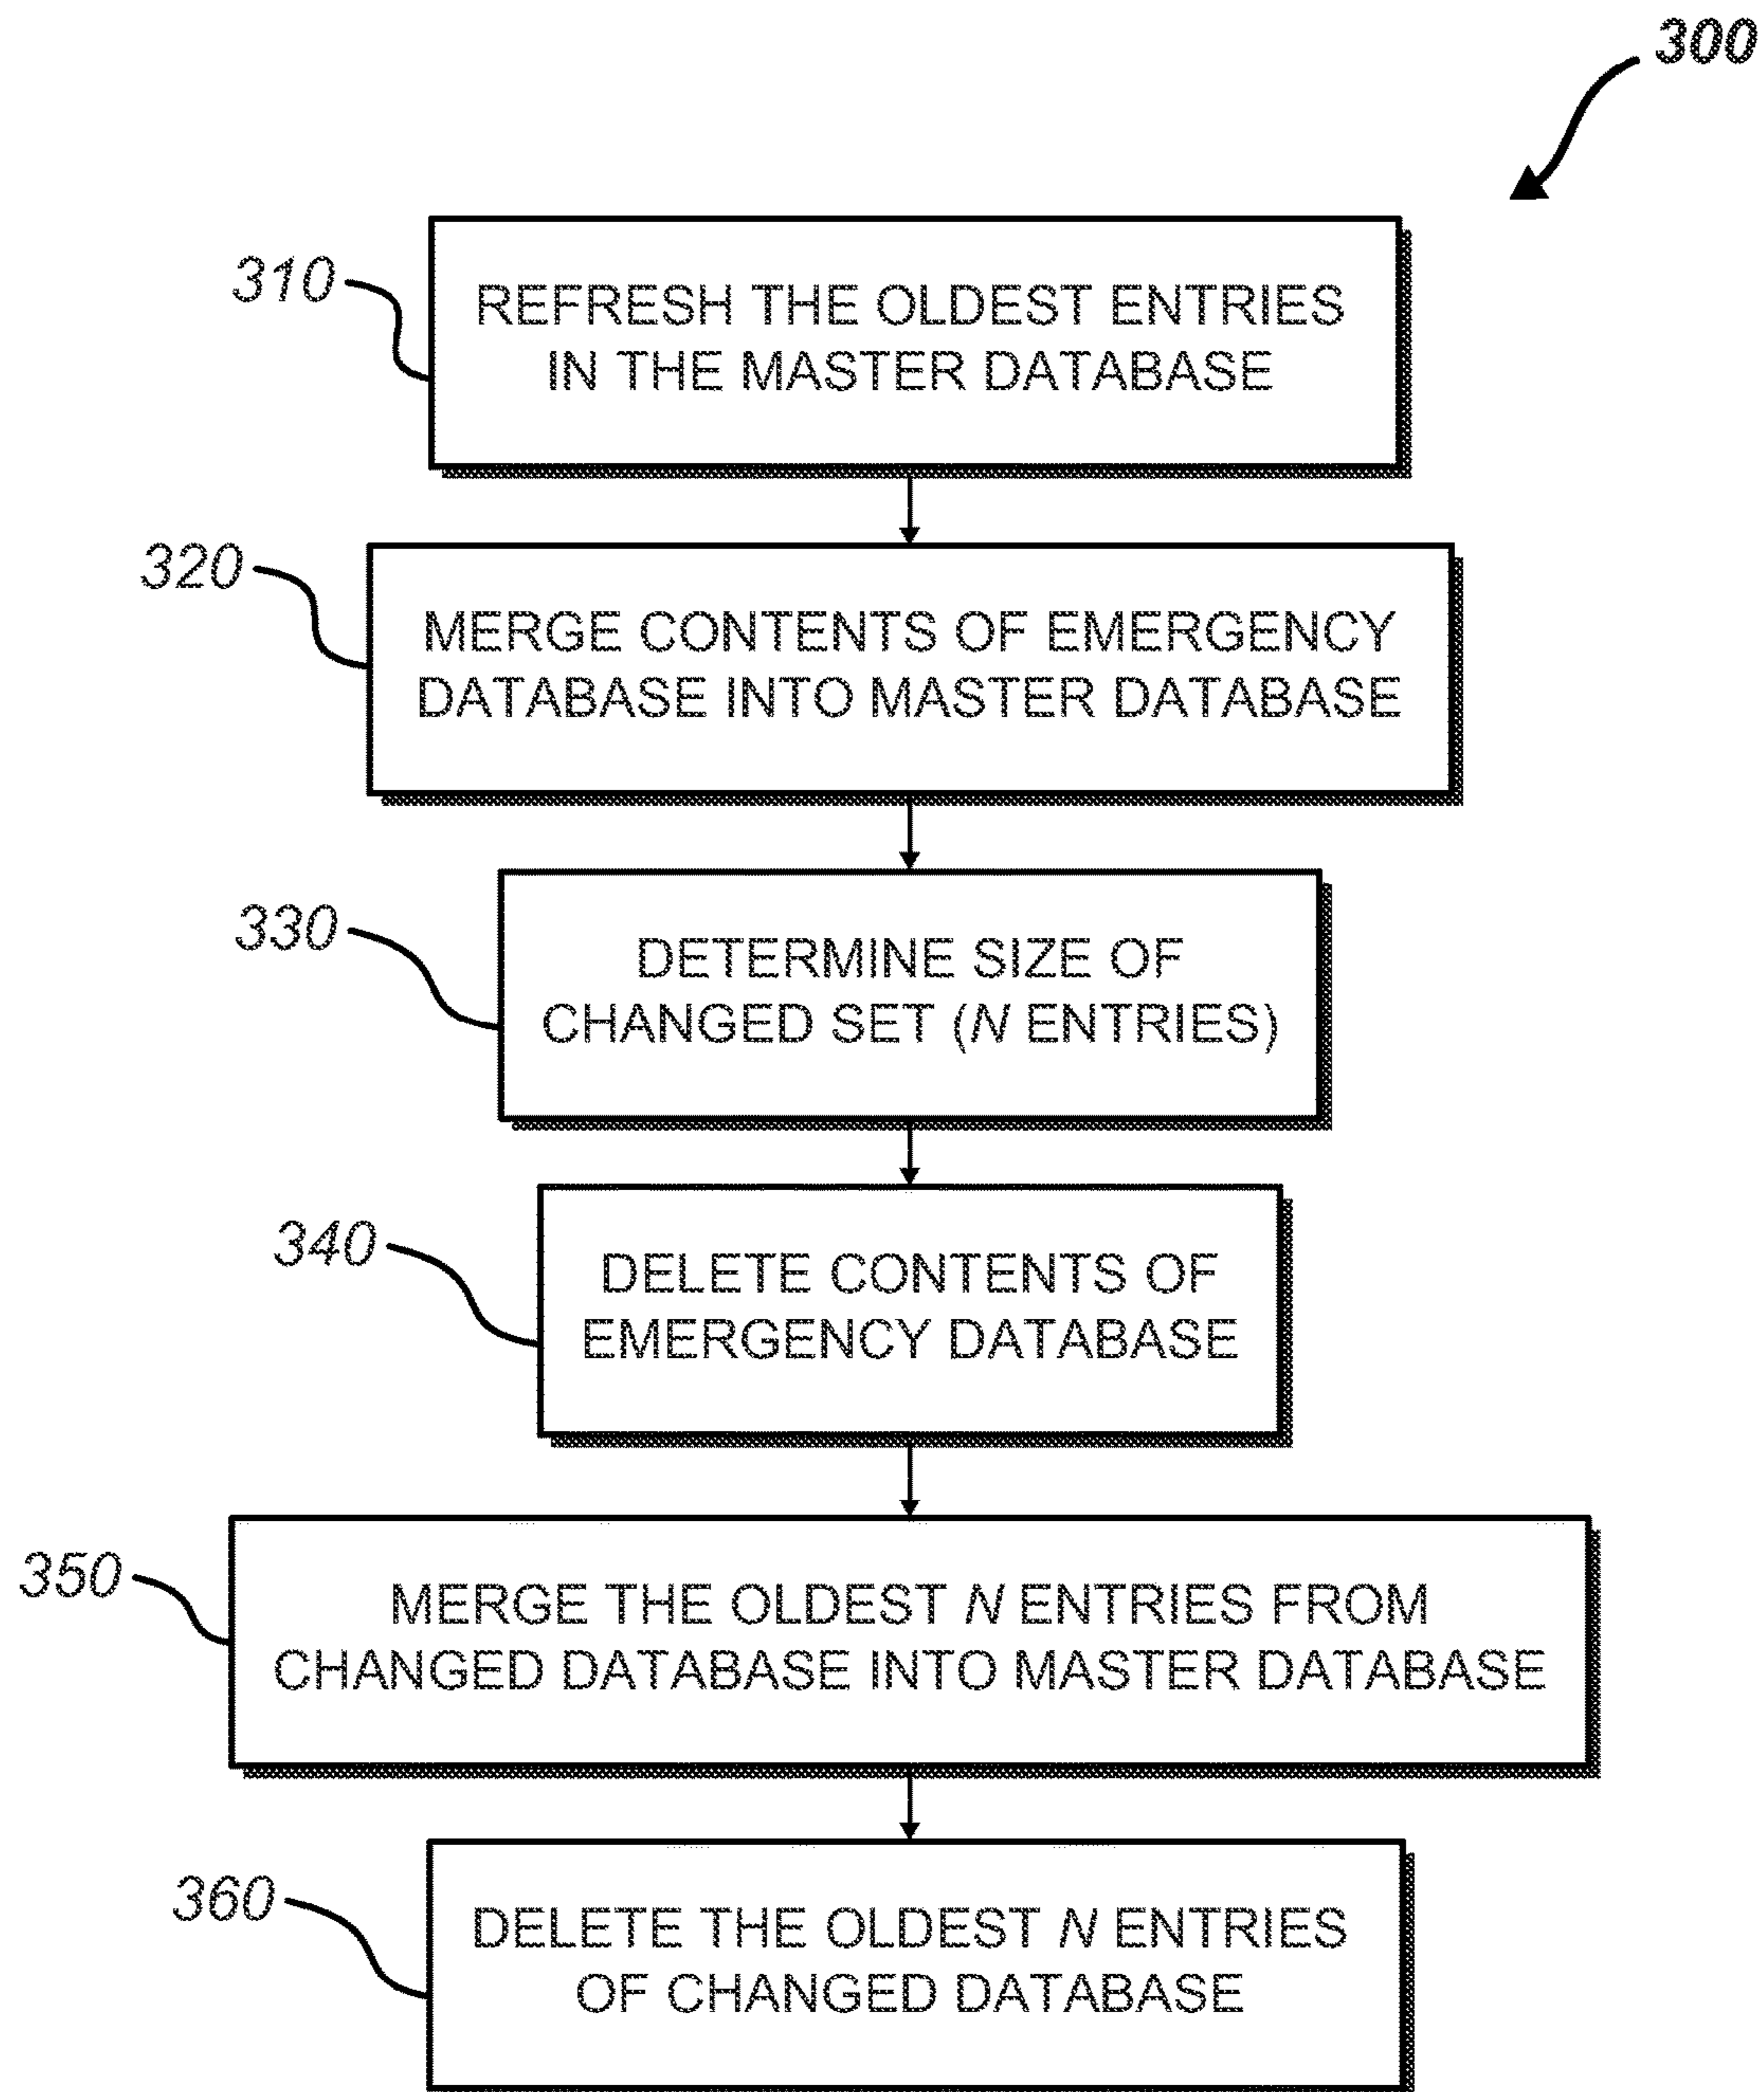 300
310
REFRESH THE OLDEST ENTRIES
IN THE MASTER DATABASE
320
MERGE CONTENTS OF EMERGENCY
DATABASE INTO MASTER DATABASE
330
DETERMINE SIZE OF
CHANGED SET (N ENTRIES)
340
DELETE CONTENTS OF
EMERGENCY DATABASE
350
MERGE THE OLDEST N ENTRIES FROM
CHANGED DATABASE INTO MASTER DATABASE
360
DELETE THE OLDEST N ENTRIES
OF CHANGED DATABASE